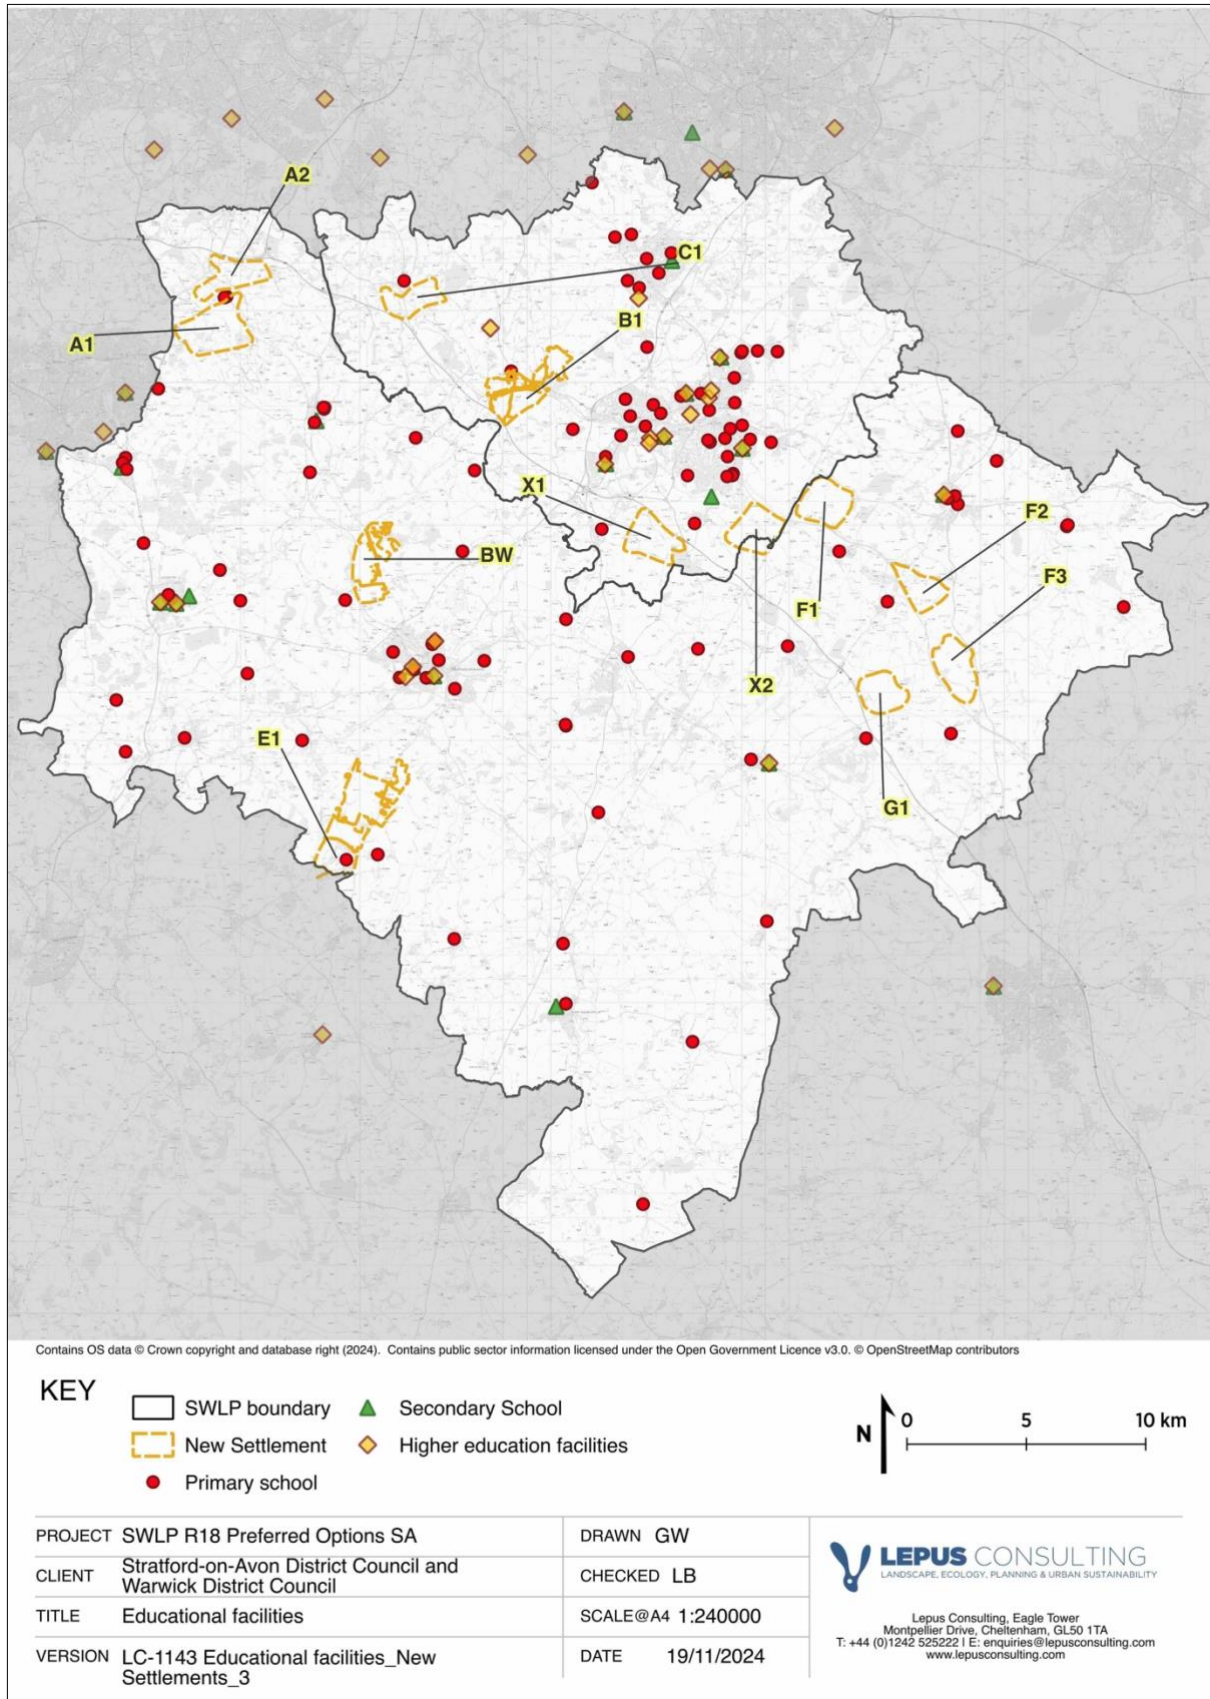 A2
C1
B1
A1
X1
F2
BW
F3
F1
X2
E1
G1
Contains OS data © Crown copyright and database right (2024). Contains public sector information licensed under the Open Government Licence v3.0. © OpenStreetMap contributors
KEY
SWLP boundary
Secondary School
New Settlement
Higher education facilities
Primary school
N
0 5 10 km
PROJECT SWLP R18 Preferred Options SA
CLIENT Stratford-on-Avon District Council and
Warwick District Council
TITLE Educational facilities
VERSION LC-1143 Educational facilities_New
Settlements_3
DRAWN GW
CHECKED LB
SCALE@A4 1:240000
DATE 19/11/2024
LEPUS CONSULTING
LANDSCAPE, ECOLOGY, PLANNING & URBAN SUSTAINABILITY
Lepus Consulting, Eagle Tower
Montpellier Drive, Cheltenham, GL50 1TA
T: +44 (0)1242 525222 | E: enquiries@lepusconsulting.com
www.lepusconsulting.com